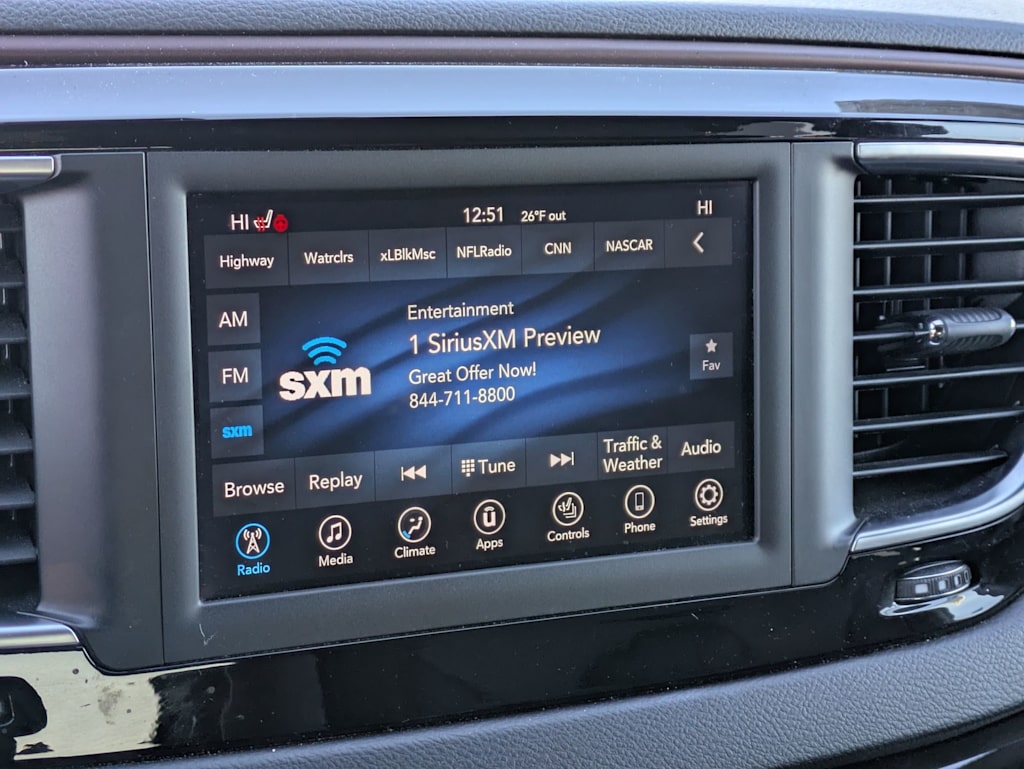 HI 12:51 26°F out HI
Highway Watrclrs xLBlkMsc NFLRadio CNN NASCAR
AM
FM
sxm
sxm
Entertainment
1 SiriusXM Preview
Great Offer Now!
844-711-8800
Fav
Browse Replay Tune Traffic & Weather Audio
Radio Media Climate Apps Controls Phone Settings